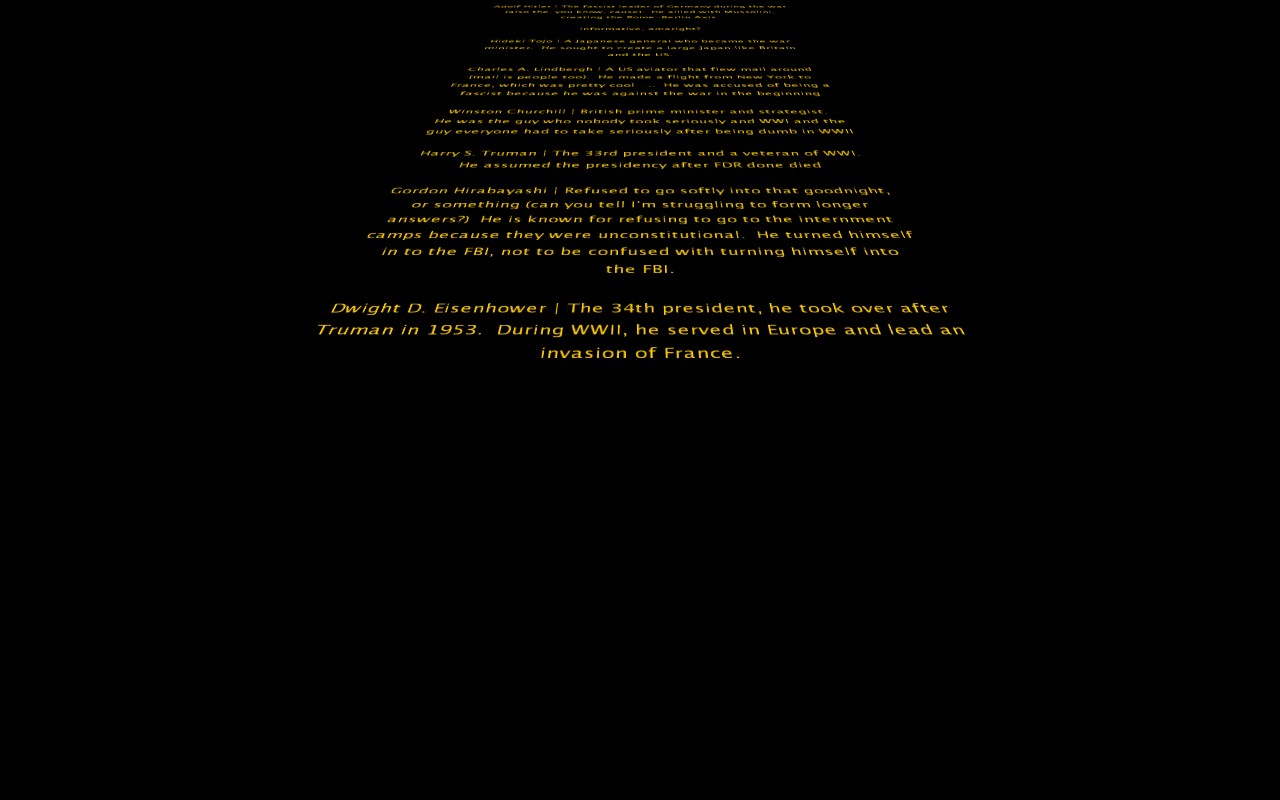 Adolf Hitler | The fascist leader of Germany during the war
(also the, you know, cause). He allied with Mussolini,
creating the Rome-Berlin Axis
informative, amaright?
Hideki Tojo | A Japanese general who became the war
minister. He sought to create a large Japan like Britain
and the US.
Charles A. Lindbergh | A US aviator that flew mail around
(mail is people too). He made a flight from New York to
France, which was pretty cool ... He was accused of being a
fascist because he was against the war in the beginning
Winston Churchill | British prime minister and strategist.
He was the guy who nobody took seriously and WWI and the
guy everyone had to take seriously after being dumb in WWII
Harry S. Truman | The 33rd president and a veteran of WWI.
He assumed the presidency after FDR done died
Gordon Hirabayashi | Refused to go softly into that goodnight,
or something (can you tell I'm struggling to form longer
answers?) He is known for refusing to go to the internment
camps because they were unconstitutional. He turned himself
in to the FBI, not to be confused with turning himself into
the FBI.
Dwight D. Eisenhower | The 34th president, he took over after
Truman in 1953. During WWII, he served in Europe and lead an
invasion of France.